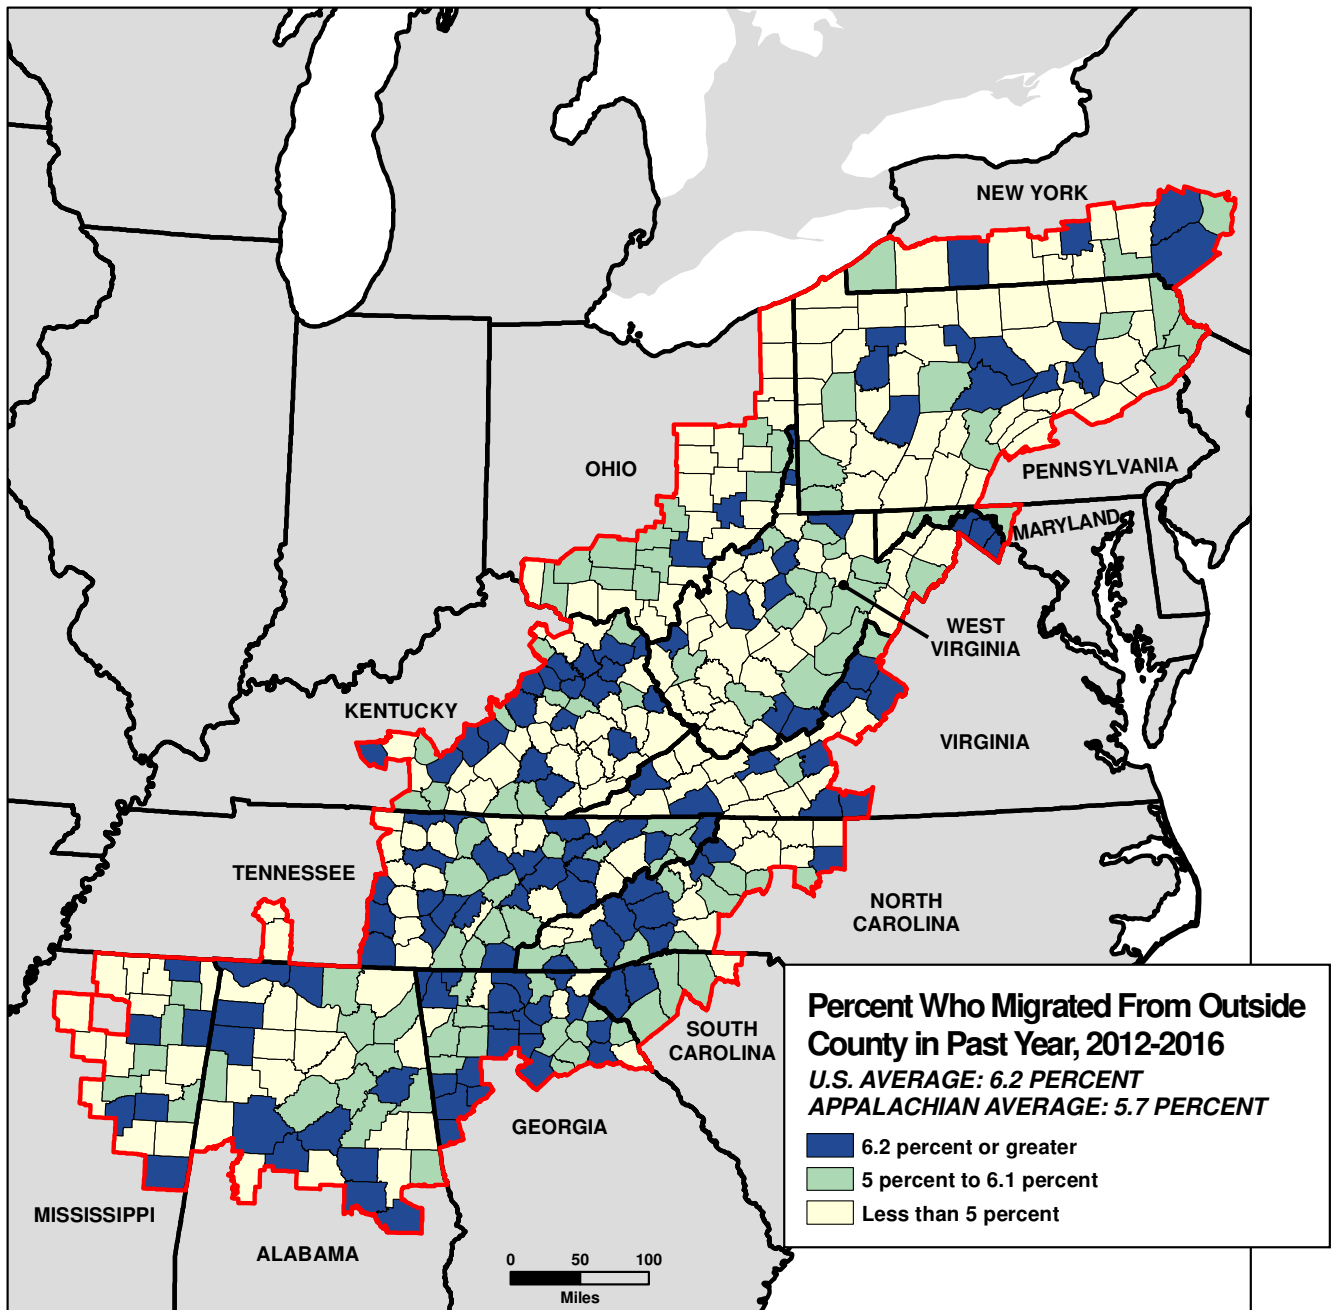 NEW YORK
OHIO
PENNSYLVANIA
MARYLAND
WEST
VIRGINIA
KENTUCKY
VIRGINIA
TENNESSEE
NORTH
CAROLINA
SOUTH
CAROLINA
GEORGIA
MISSISSIPPI
ALABAMA
Percent Who Migrated From Outside
County in Past Year, 2012-2016
U.S. AVERAGE: 6.2 PERCENT
APPALACHIAN AVERAGE: 5.7 PERCENT
6.2 percent or greater
5 percent to 6.1 percent
Less than 5 percent
0 50 100
Miles